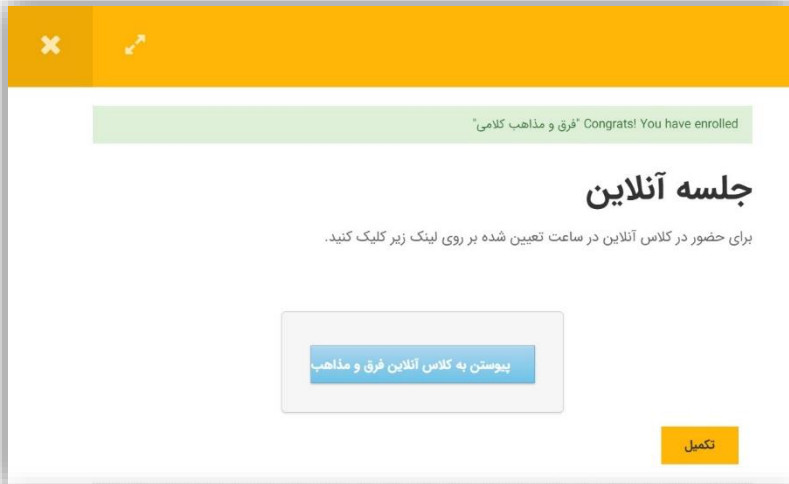 Congrats! You have enrolled "فرق و مذاهب کلامی"
جلسه آنلاین
برای حضور در کلاس آنلاین در ساعت تعیین شده بر روی لینک زیر کلیک کنید.
پیوستن به کلاس آنلاین فرق و مذاهب
تکمیل